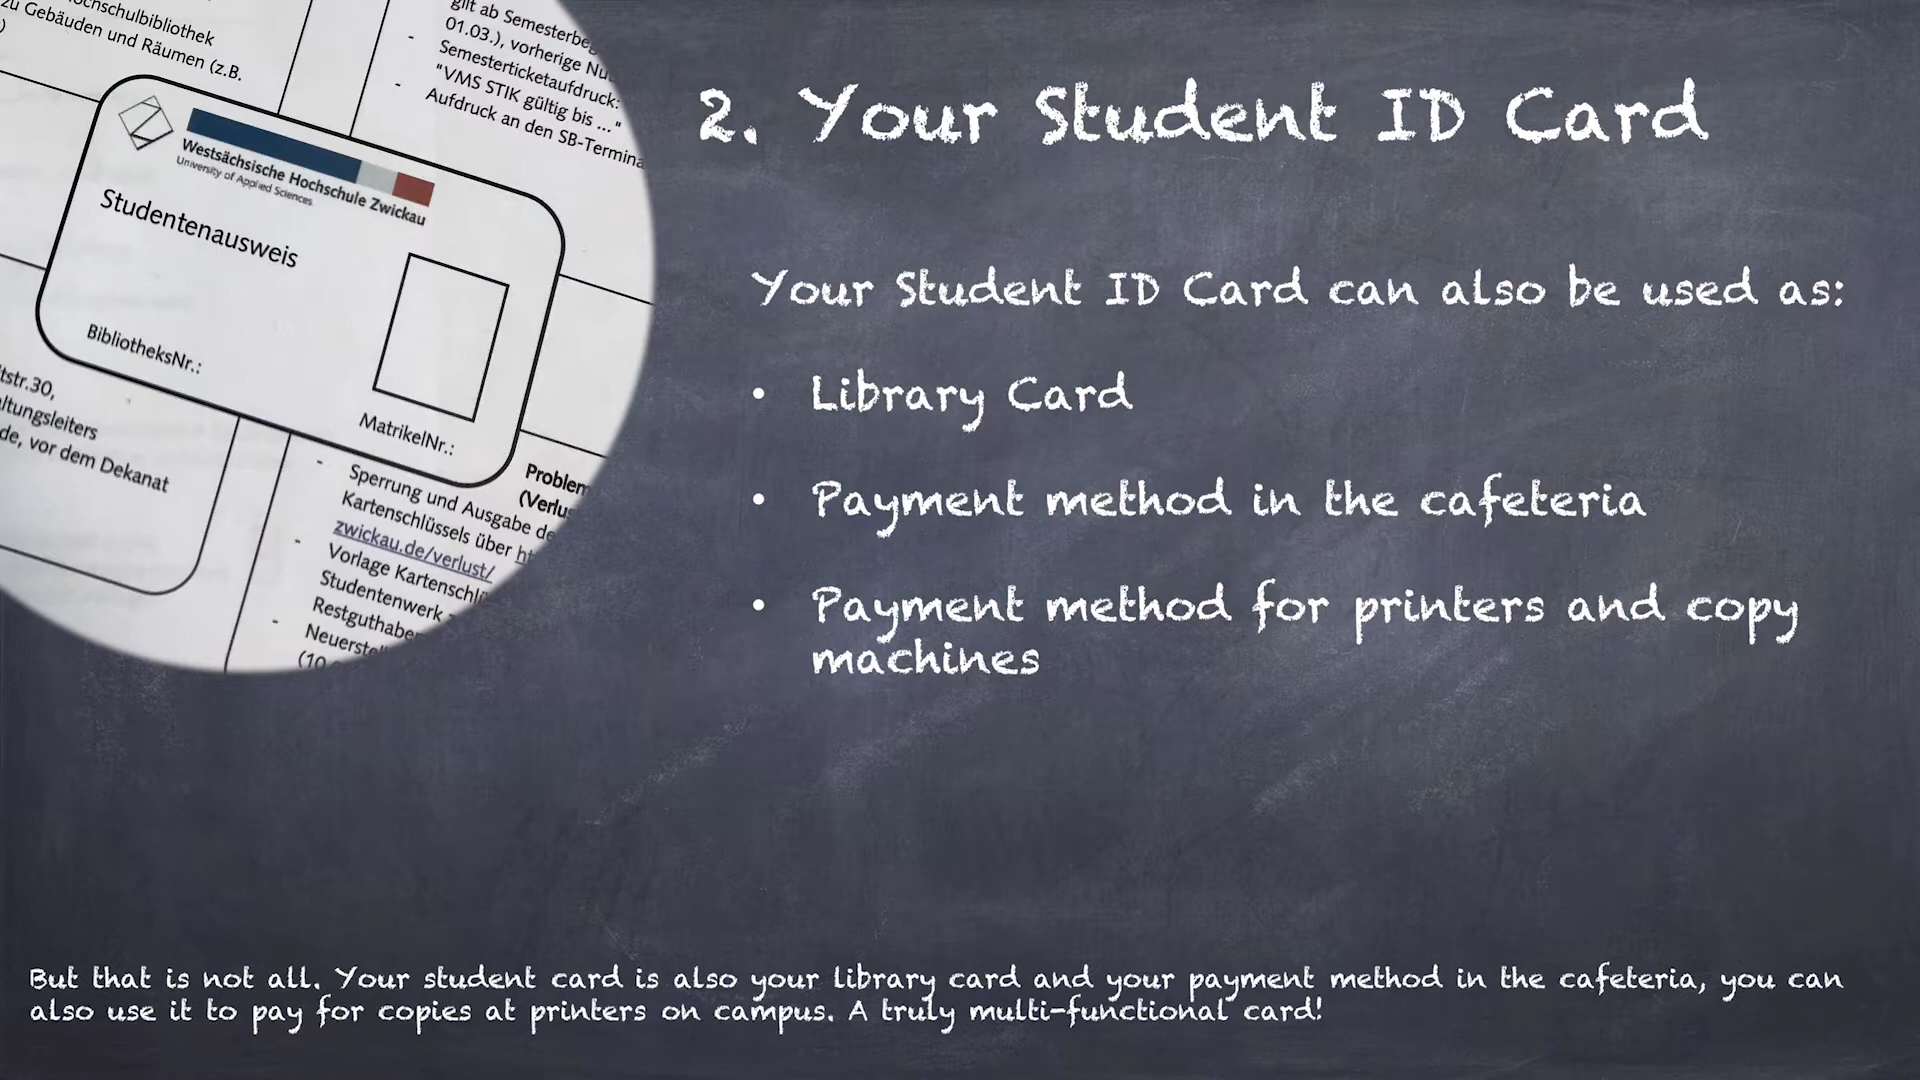 ochschulbibliothek
zu Gebäuden und Räumen (z.B.
gilt ab Semesterbeg
01.03.), vorherige Nu
Semesterticketaufdruck:
"VMS STIK gültig bis ..."
Aufdruck an den SB-Termina
Westsächsische Hochschule Zwickau
University of Applied Sciences
Studentenausweis
BibliotheksNr.:
MatrikelNr.:
tstr.30,
ltungsleiters
de, vor dem Dekanat
Problem
(Verlus
- Sperrung und Ausgabe de
Kartenschlüssels über ht
zwickau.de/verlust/
- Vorlage Kartenschlü
Studentenwerk
Restguthabe
- Neuerstel
(10
2. Your Student ID Card
Your Student ID Card can also be used as:
• Library Card
• Payment method in the cafeteria
• Payment method for printers and copy
machines
But that is not all. Your student card is also your library card and your payment method in the cafeteria, you can
also use it to pay for copies at printers on campus. A truly multi-functional card!